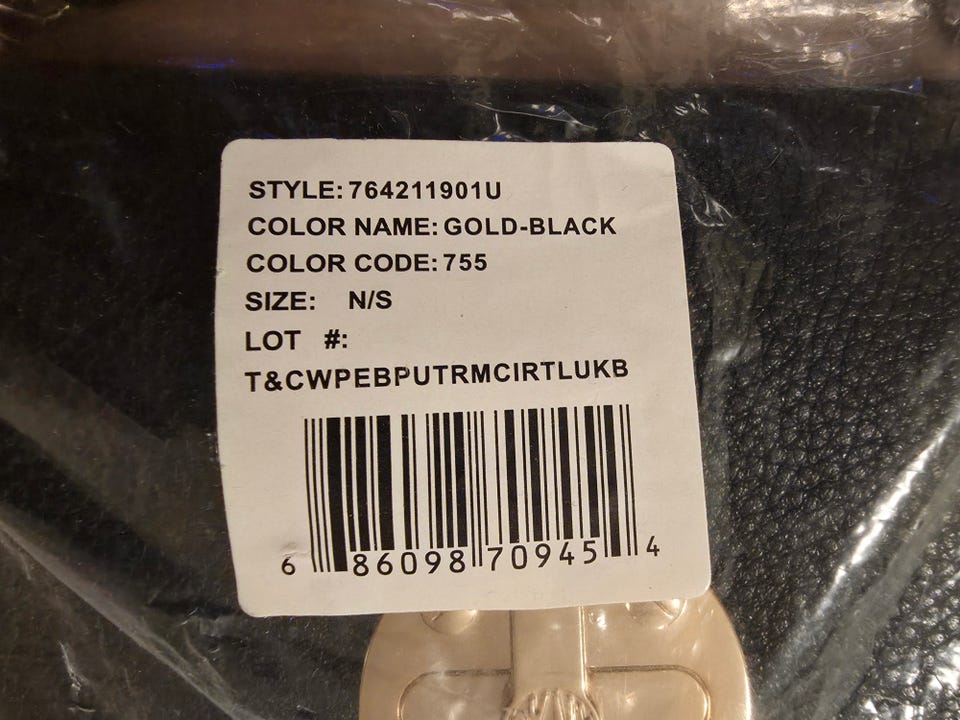 STYLE: 764211901U
COLOR NAME: GOLD-BLACK
COLOR CODE: 755
SIZE: N/S
LOT #:
T&CWPEBPUTRMCIRTLUKB
6 86098 70945 4